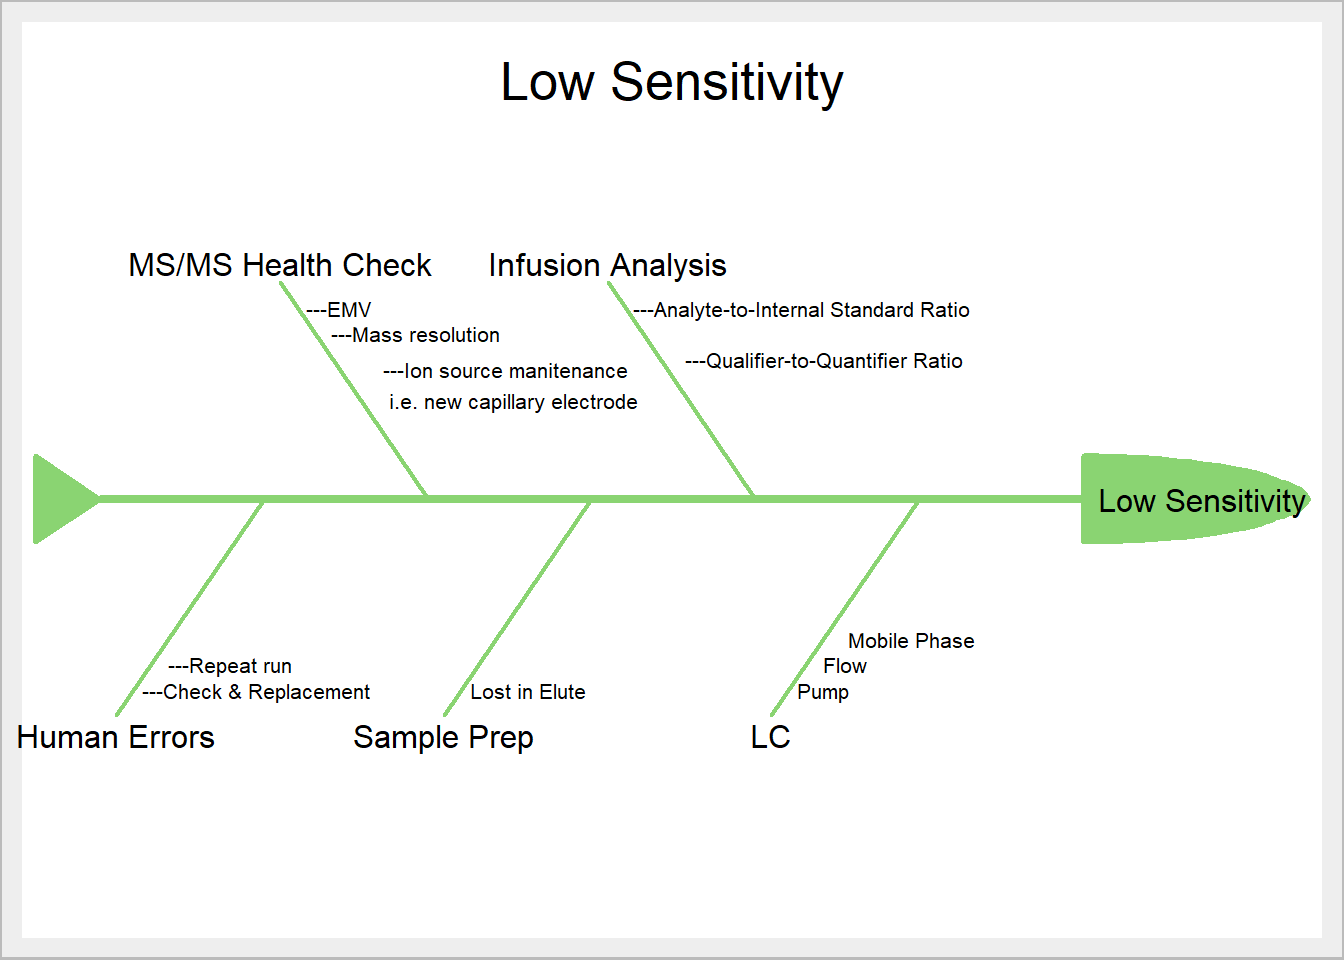 Low Sensitivity
MS/MS Health Check
Infusion Analysis
---EMV
---Mass resolution
---Ion source manitenance
i.e. new capillary electrode
---Analyte-to-Internal Standard Ratio
---Qualifier-to-Quantifier Ratio
Low Sensitivity
---Repeat run
---Check & Replacement
Human Errors
Lost in Elute
Sample Prep
Mobile Phase
Flow
Pump
LC